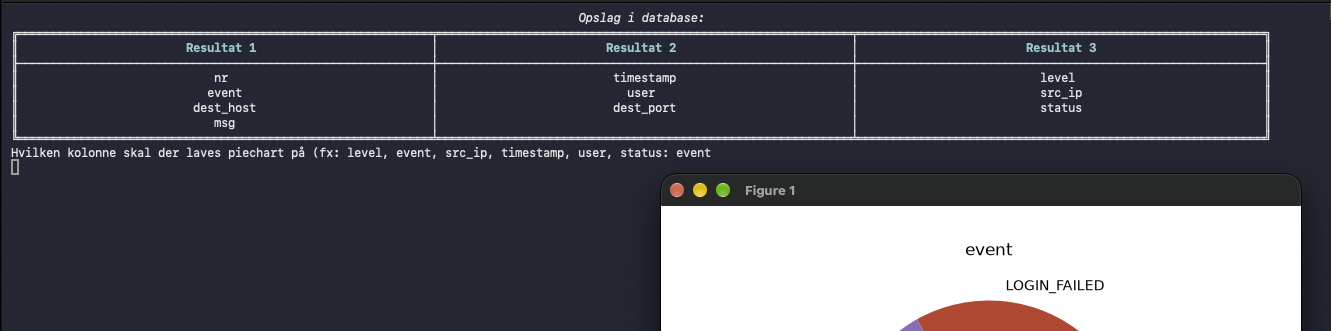 Opslag i database:
Resultat 1 Resultat 2 Resultat 3
nr timestamp level
event user src_ip
dest_host dest_port status
msg
Hvilken kolonne skal der laves piechart på (fx: level, event, src_ip, timestamp, user, status: event
Figure 1
event
LOGIN_FAILED